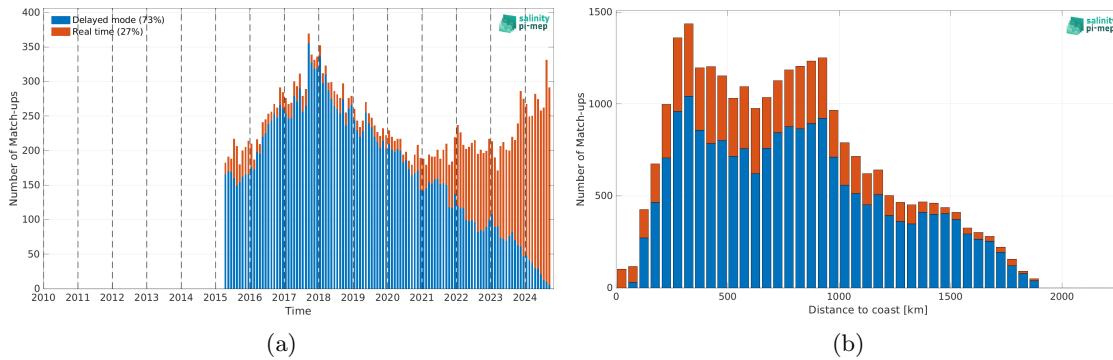 Delayed mode (73%)
Real time (27%)
salinity
pi-mep
Number of Match-ups
400
350
300
250
200
150
100
50
0
2010 2011 2012 2013 2014 2015 2016 2017 2018 2019 2020 2021 2022 2023 2024
Time
(a)
salinity
pi-mep
Number of Match-ups
1500
1000
500
0
0 500 1000 1500 2000
Distance to coast [km]
(b)